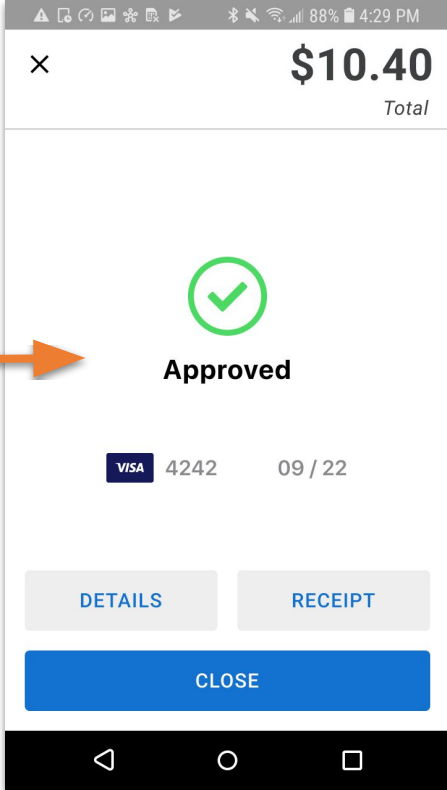 88% 4:29 PM
$10.40
Total
Approved
VISA 4242 09 / 22
DETAILS RECEIPT
CLOSE